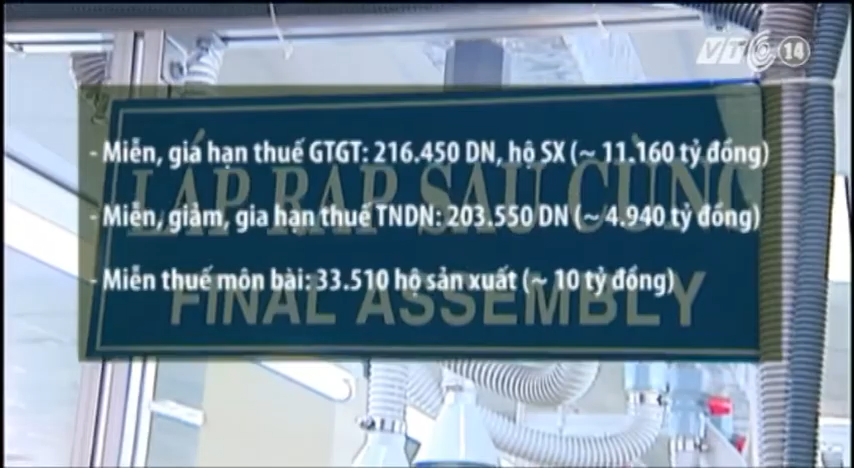 VTC 14
- Miễn, giá hạn thuế GTGT: 216.450 DN, hộ SX (~ 11.160 tỷ đồng)
LẮP RÁP SAU CÙNG
- Miễn, giảm, gia hạn thuế TNDN: 203.550 DN (~ 4.940 tỷ đồng)
- Miễn thuế môn bài: 33.510 hộ sản xuất (~ 10 tỷ đồng)
FINAL ASSEMBLY